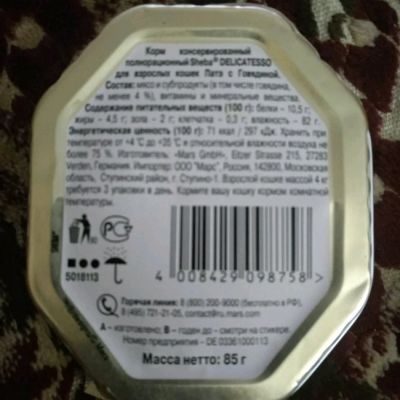 Корм консервированный
полнорационный Sheba® DELICATESSO
для взрослых кошек Патэ с Говядиной.
Состав: мясо и субпродукты (в том числе говядина,
не менее 4%), витамины и минеральные вещества.
Содержание питательных веществ (100 г): белки – 10,5 г;
жиры – 4,5 г; зола – 2 г; клетчатка – 0,3 г; влажность – 82 г.
Энергетическая ценность (100 г): 71 ккал / 297 кДж. Хранить при
температуре от +4°C до +35°C и относительной влажности воздуха не
более 75 %. Изготовитель: «Mars GmbH», Eitzer Strasse 215, 27283
Verden, Германия. Импортер: ООО "Марс", Россия, 142800, Московская
область, Ступинский район, г. Ступино-1. Взрослой кошке массой 4 кг
требуется 3 упаковки в день. Кормите вашу кошку кормом комнатной
температуры.
5018113
4 008429 098758 >
Горячая линия: 8 (800) 200-9000 (бесплатно в РФ),
8 (495) 721-21-05, contact@ru.mars.com
A – изготовлено; B – годен до – смотри на стикере.
Номер предприятия – DE 03361000113
Масса нетто: 85 г